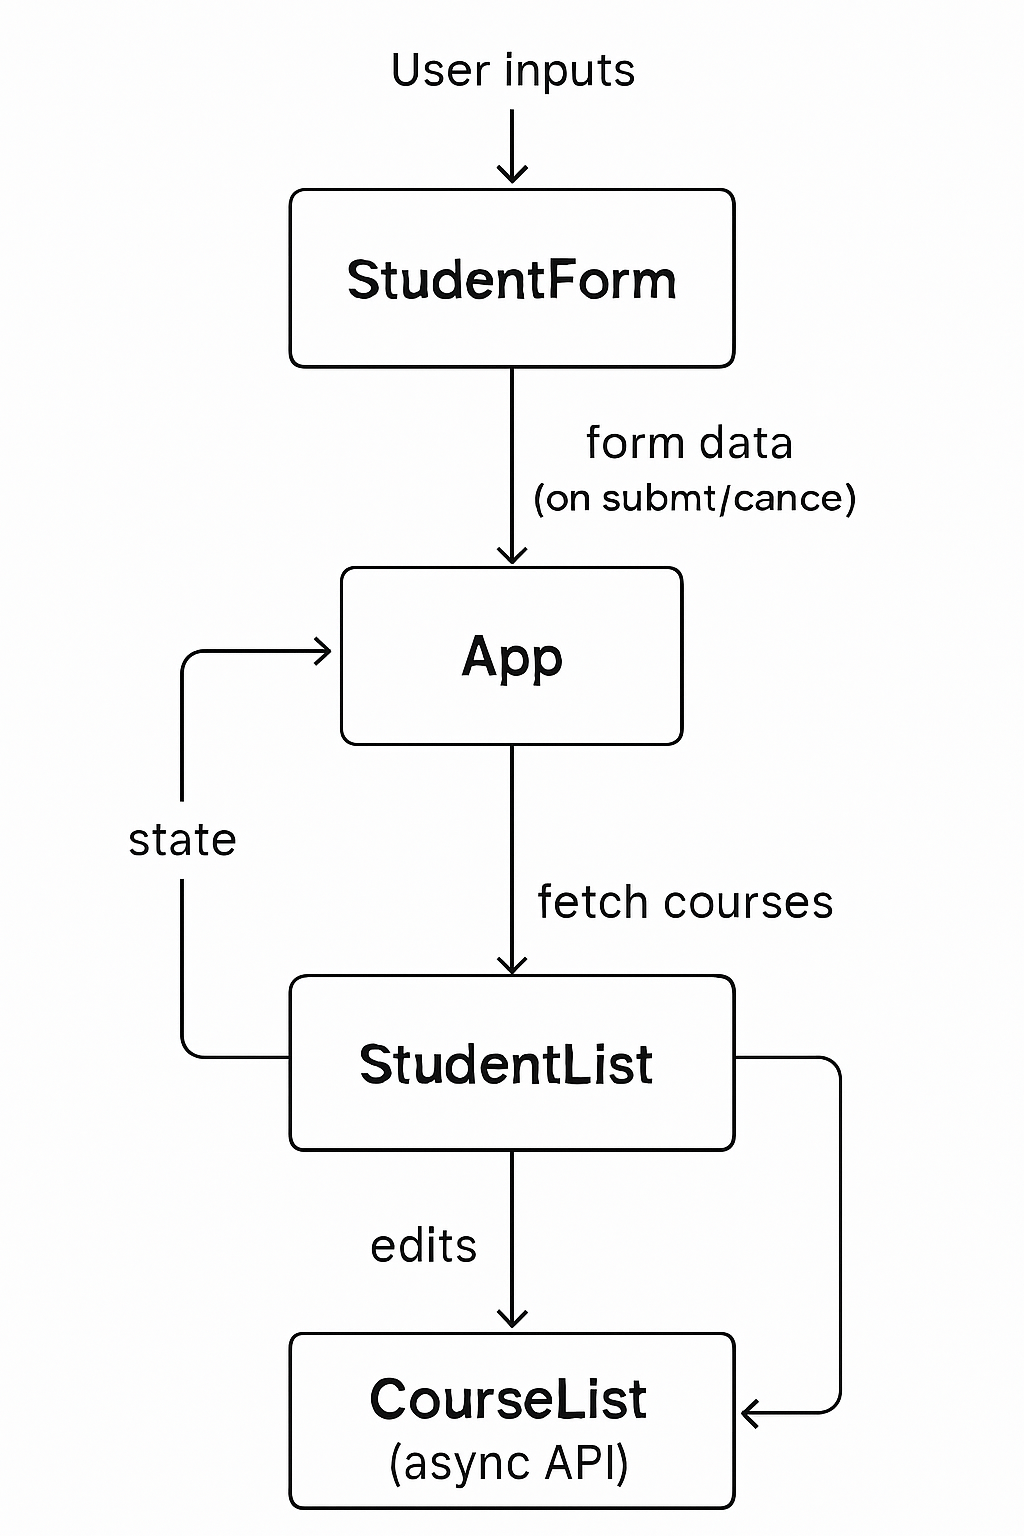 User inputs
StudentForm
form data
(on submt/cance)
App
state
fetch courses
StudentList
edits
CourseList
(async API)